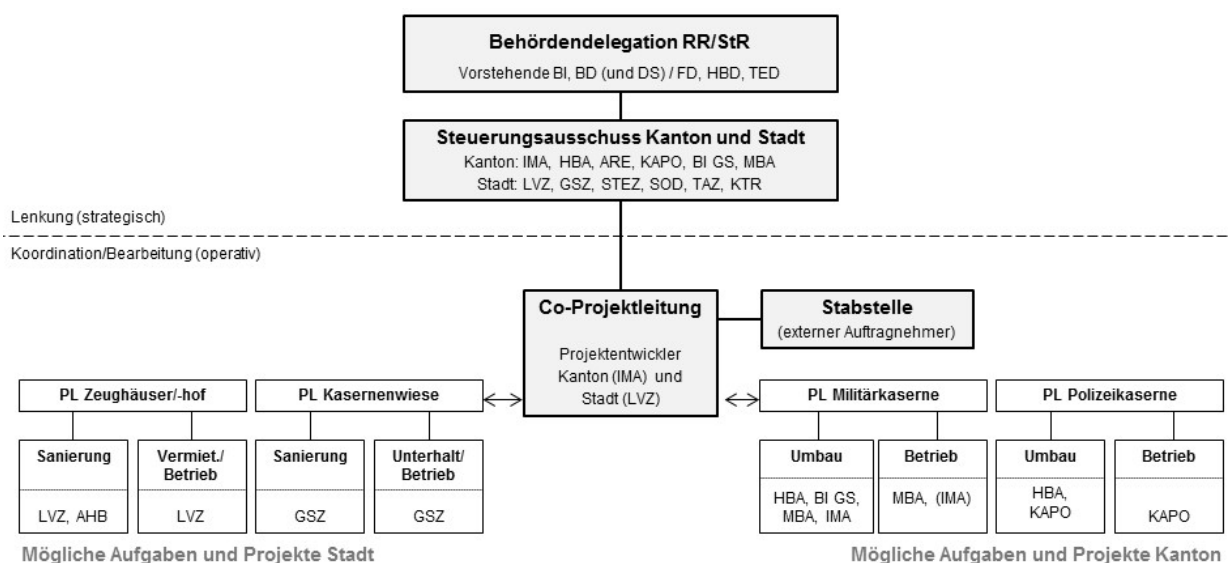 Behördendelegation RR/StR
Vorstehende BI, BD (und DS) / FD, HBD, TED
Steuerungsausschuss Kanton und Stadt
Kanton: IMA, HBA, ARE, KAPO, BI GS, MBA
Stadt: LVZ, GSZ, STEZ, SOD, TAZ, KTR
Lenkung (strategisch)
Koordination/Bearbeitung (operativ)
Co-Projektleitung
Projektentwickler
Kanton (IMA) und
Stadt (LVZ)
Stabstelle
(externer Auftragnehmer)
PL Zeughäuser/-hof
Sanierung
LVZ, AHB
Vermiet./
Betrieb
LVZ
PL Kasernenwiese
Sanierung
GSZ
Unterhalt/
Betrieb
GSZ
PL Militärkaserne
Umbau
HBA, BI GS,
MBA, IMA
Betrieb
MBA, (IMA)
PL Polizeikaserne
Umbau
HBA,
KAPO
Betrieb
KAPO
Mögliche Aufgaben und Projekte Stadt
Mögliche Aufgaben und Projekte Kanton